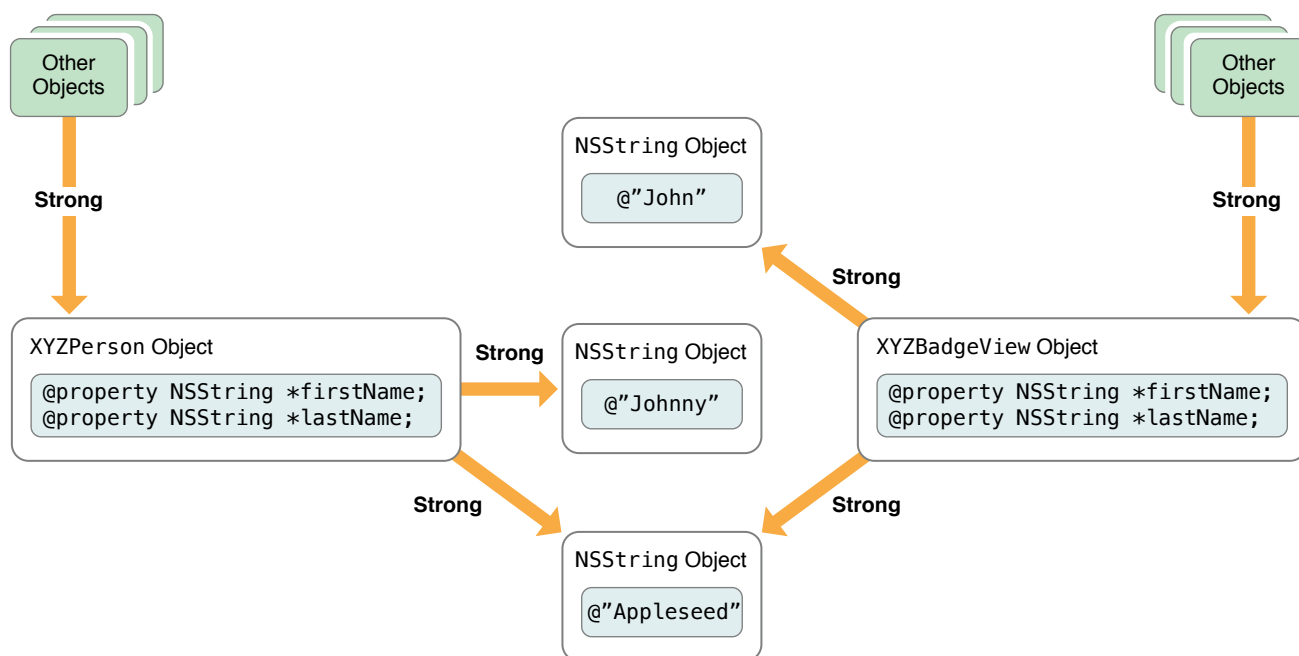 Other
Objects
Other
Objects
NSString Object
@”John”
Strong
Strong
Strong
XYZPerson Object
@property NSString *firstName;
@property NSString *lastName;
Strong
NSString Object
@”Johnny”
XYZBadgeView Object
@property NSString *firstName;
@property NSString *lastName;
Strong
Strong
NSString Object
@”Appleseed”